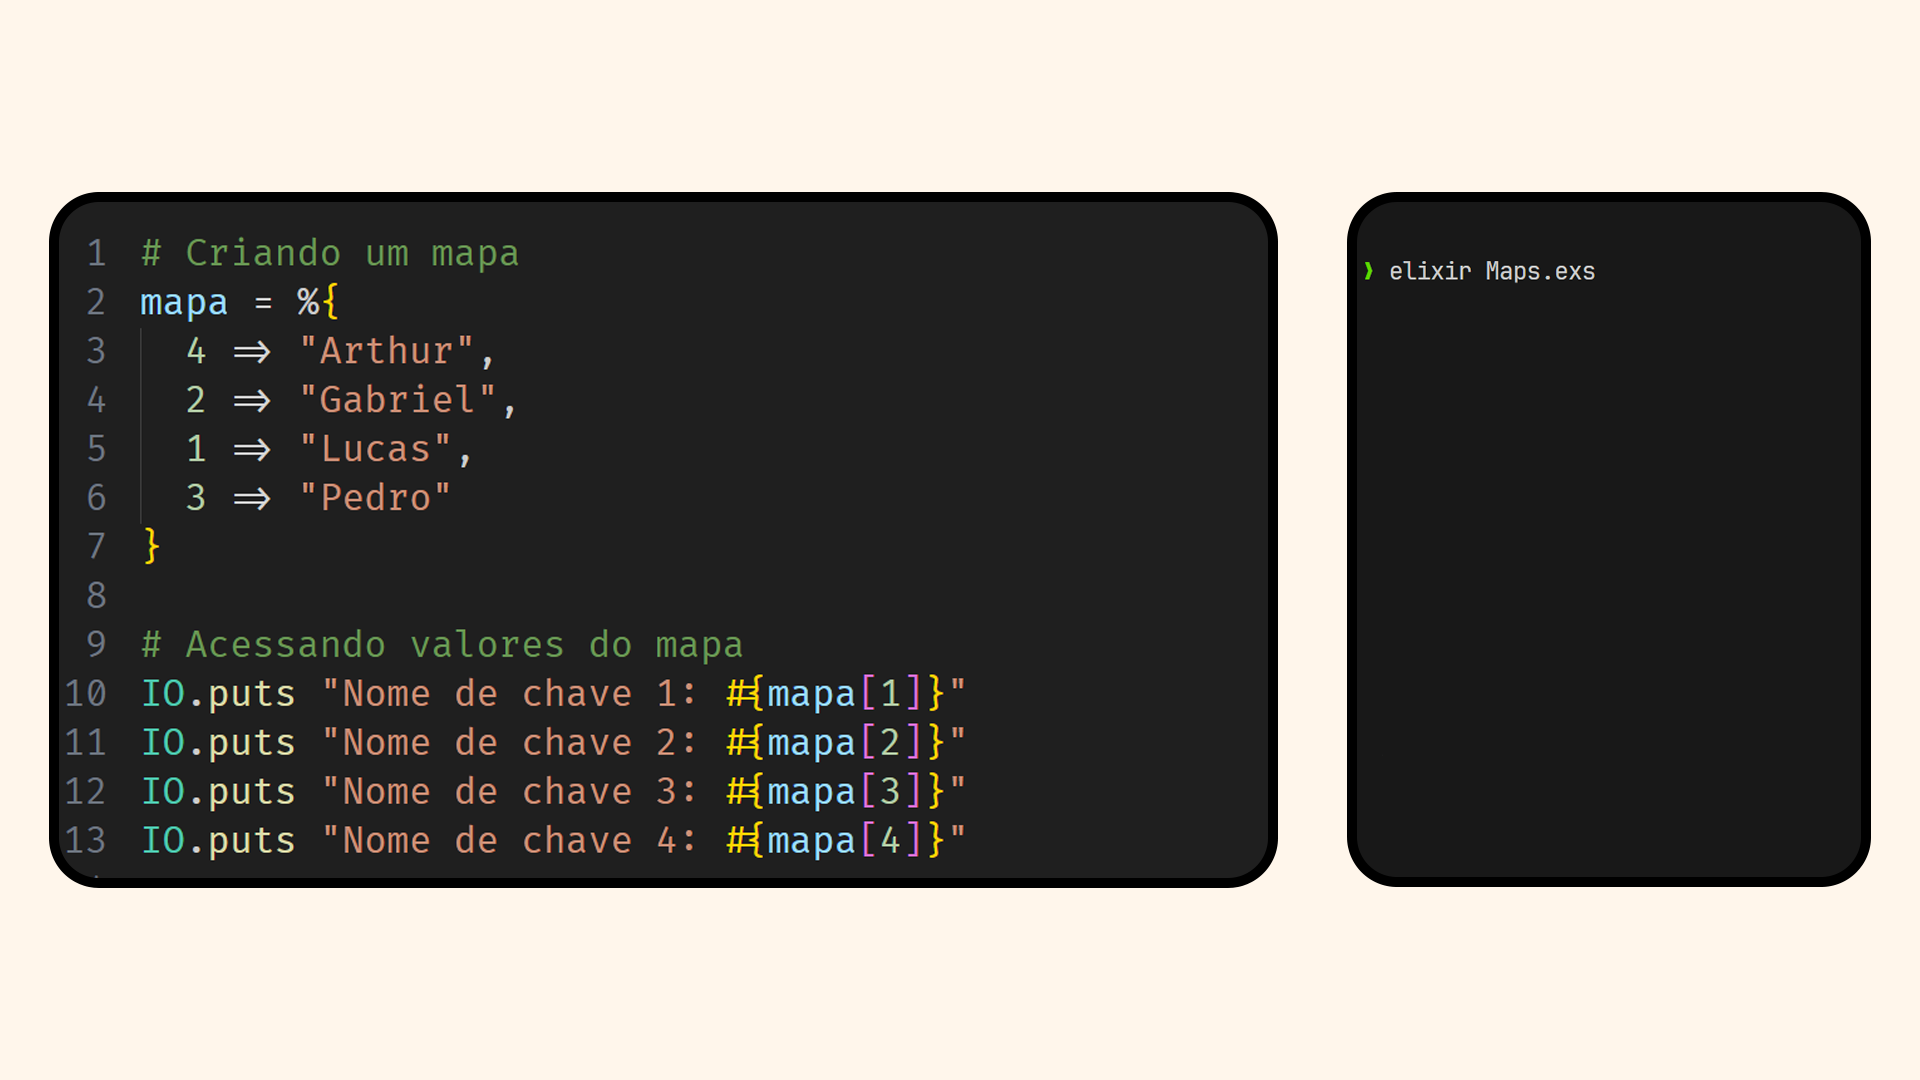 1 # Criando um mapa
2 mapa = %{
3 4 => "Arthur",
4 2 => "Gabriel",
5 1 => "Lucas",
6 3 => "Pedro"
7 }
8
9 # Acessando valores do mapa
10 IO.puts "Nome de chave 1: #{mapa[1]}"
11 IO.puts "Nome de chave 2: #{mapa[2]}"
12 IO.puts "Nome de chave 3: #{mapa[3]}"
13 IO.puts "Nome de chave 4: #{mapa[4]}"
❯ elixir Maps.exs